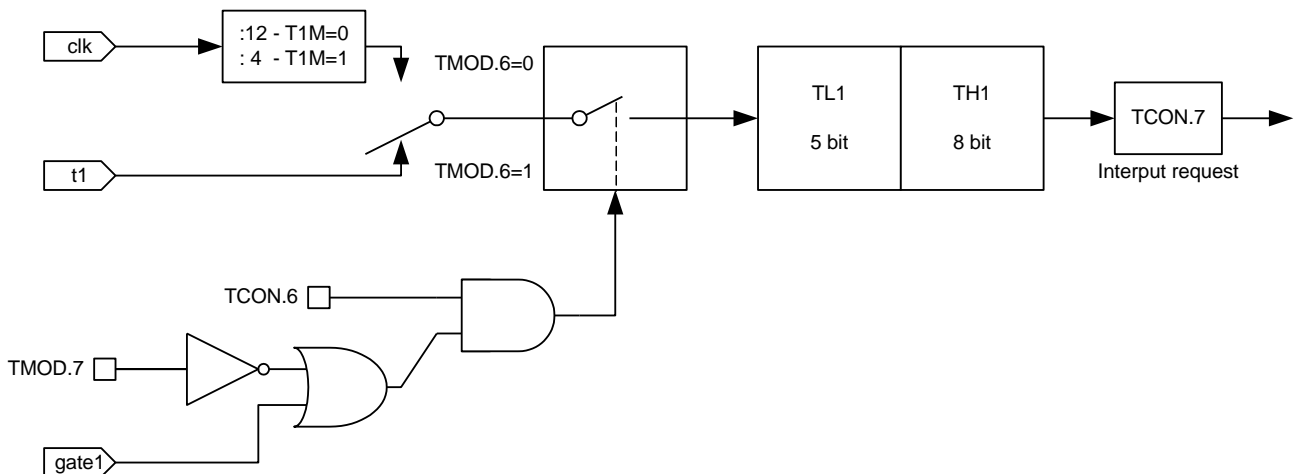 clk
:12 - T1M=0
: 4 - T1M=1
TMOD.6=0
TL1
TH1
5 bit
8 bit
TCON.7
Interput request
t1
TMOD.6=1
TCON.6
TMOD.7
gate1